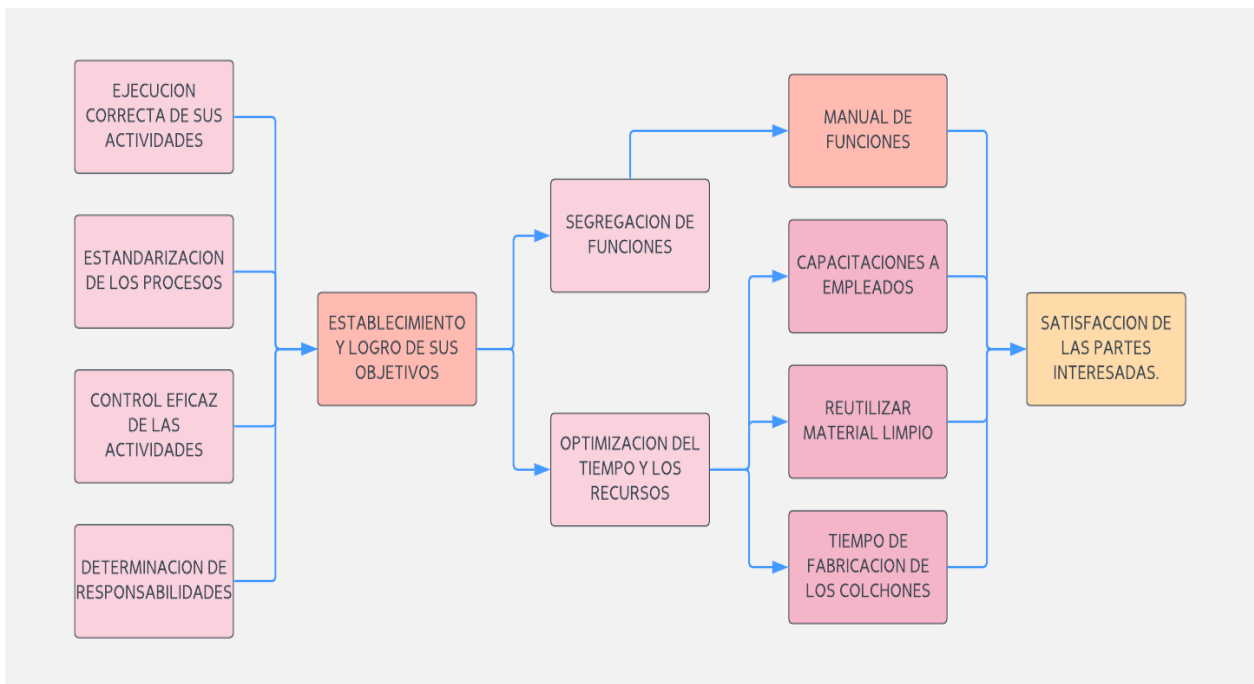 EJECUCION
CORRECTA DE SUS
ACTIVIDADES
ESTANDARIZACION
DE LOS PROCESOS
CONTROL EFICAZ
DE LAS
ACTIVIDADES
DETERMINACION DE
RESPONSABILIDADES
ESTABLECIMIENTO
Y LOGRO DE SUS
OBJETIVOS
SEGREGACION DE
FUNCIONES
OPTIMIZACION DEL
TIEMPO Y LOS
RECURSOS
MANUAL DE
FUNCIONES
CAPACITACIONES A
EMPLEADOS
REUTILIZAR
MATERIAL LIMPIO
TIEMPO DE
FABRICACION DE
LOS COLCHONES
SATISFACCION DE
LAS PARTES
INTERESADAS.